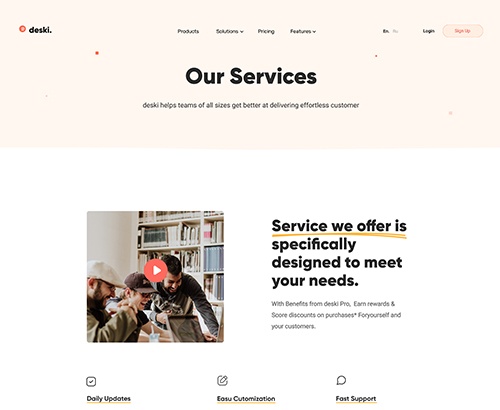 deski.
Products Solutions Pricing Features En. Ru. Login Sign Up
Our Services
deski helps teams of all sizes get better at delivering effortless customer
Service we offer is
specifically
designed to meet
your needs.
With Benefits from deski Pro, Earn rewards &
Score discounts on purchases* Foryourself and
your customers.
Daily Updates
Easu Cutomization
Fast Support